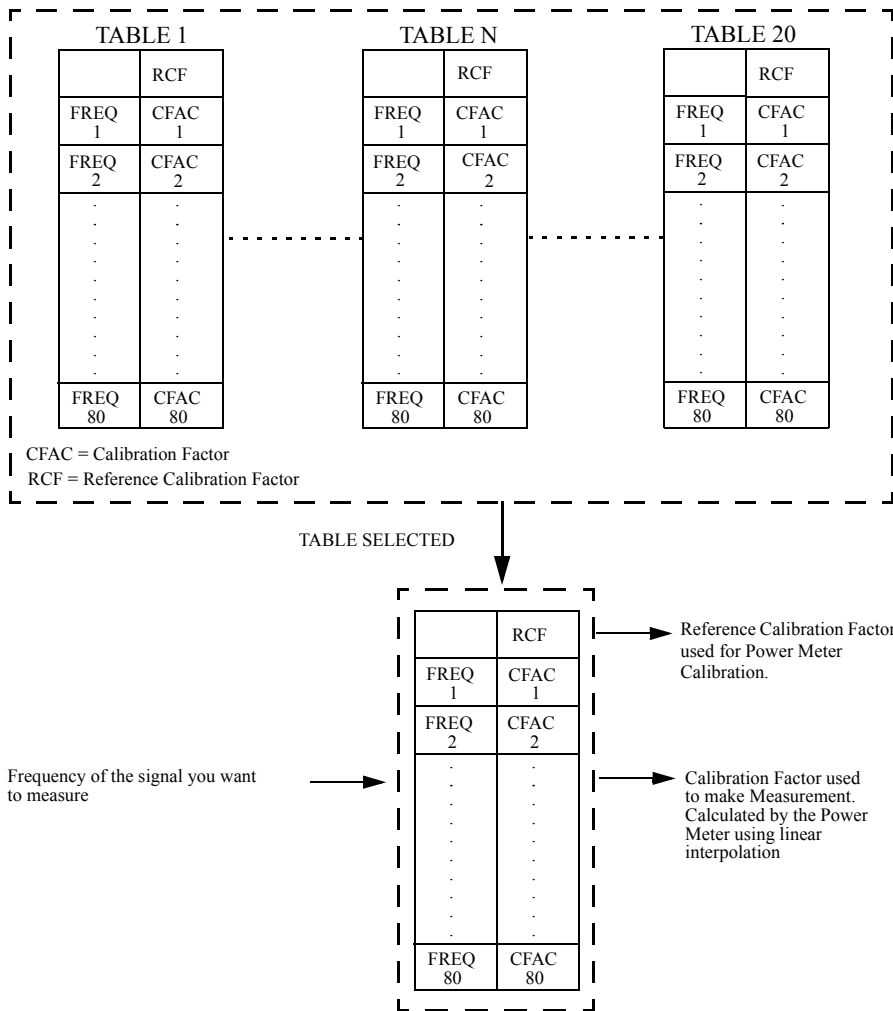 TABLE 1
RCF
FREQ CFAC
1 1
FREQ CFAC
2 2
FREQ CFAC
80 80
TABLE N
RCF
FREQ CFAC
1 1
FREQ CFAC
2 2
FREQ CFAC
80 80
TABLE 20
RCF
FREQ CFAC
1 1
FREQ CFAC
2 2
FREQ CFAC
80 80
CFAC = Calibration Factor
RCF = Reference Calibration Factor
TABLE SELECTED
RCF
FREQ CFAC
1 1
FREQ CFAC
2 2
FREQ CFAC
80 80
Reference Calibration Factor
used for Power Meter
Calibration.
Frequency of the signal you want
to measure
Calibration Factor used
to make Measurement.
Calculated by the Power
Meter using linear
interpolation